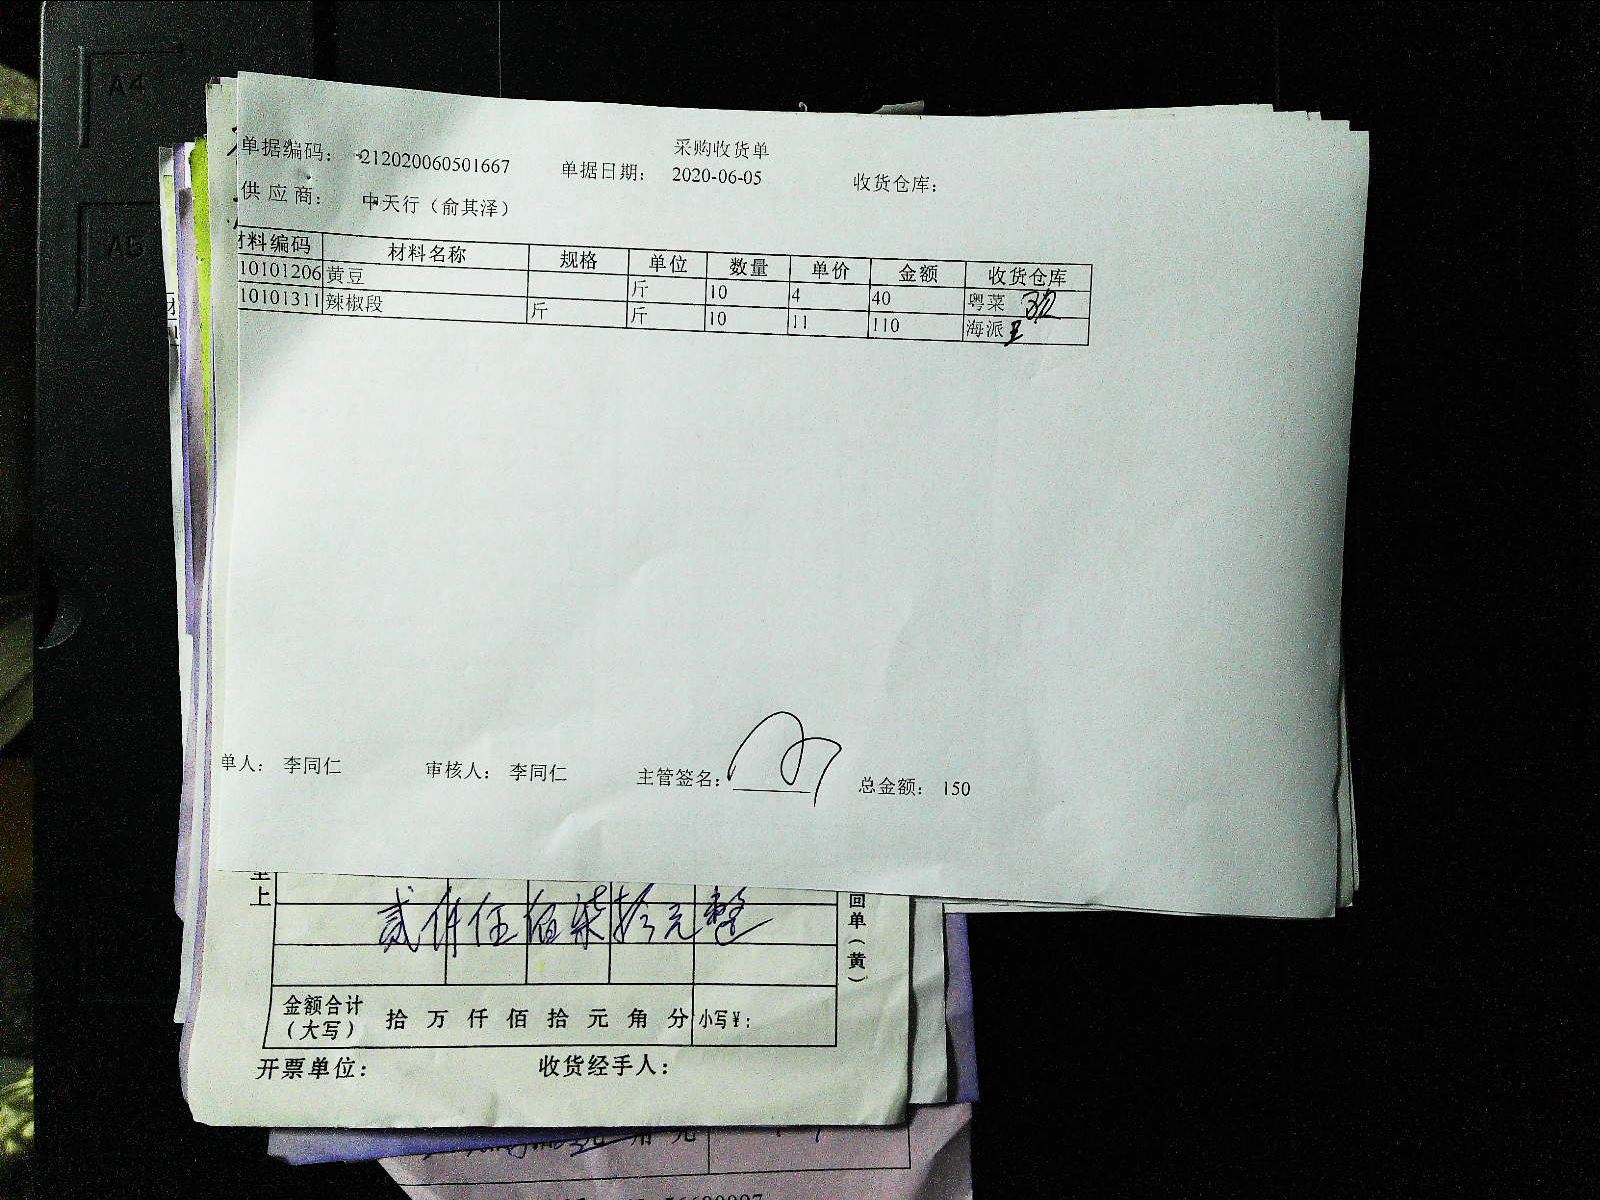 A4
A5
采购收货单
单据编码： 212020060501667 单据日期： 2020-06-05 收货仓库：
供应商： 中天行（俞其泽）
材料编码 材料名称 规格 单位 数量 单价 金额 收货仓库
10101206 黄豆 斤 10 4 40 粤菜
10101311 辣椒段 斤 斤 10 11 110 海派
单人： 李同仁 审核人： 李同仁 主管签名： 总金额： 150
上
回单（黄）
贰仟伍佰柒拾元整
金额合计（大写） 拾 万 仟 佰 拾 元 角 分 小写￥：
开票单位： 收货经手人：